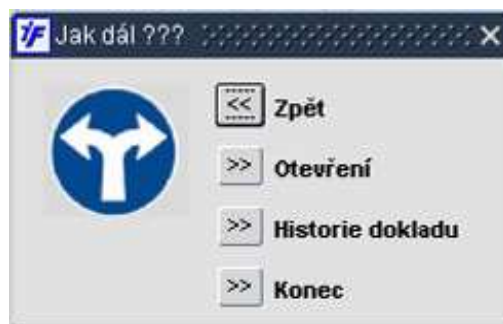 Jak dál ???
<< Zpět
>> Otevření
>> Historie dokladu
>> Konec